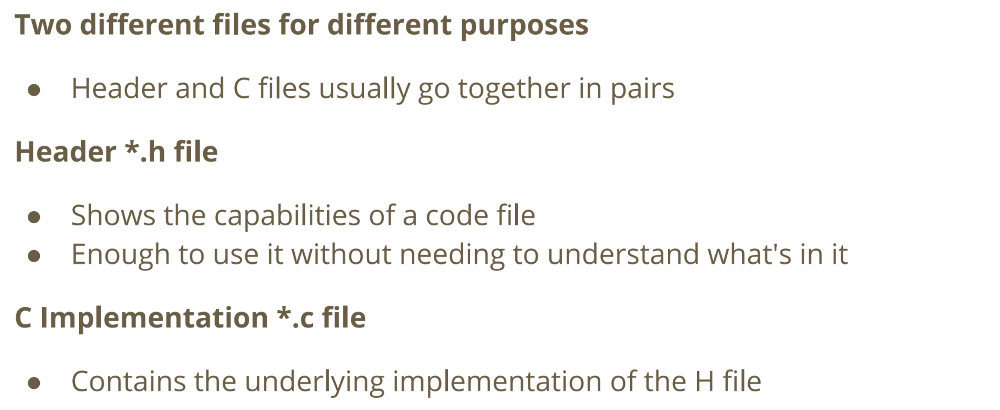 Two different files for different purposes
● Header and C files usually go together in pairs
Header *.h file
● Shows the capabilities of a code file
● Enough to use it without needing to understand what's in it
C Implementation *.c file
● Contains the underlying implementation of the H file